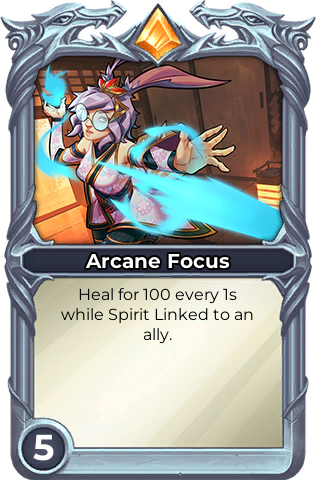 Arcane Focus
Heal for 100 every 1s
while Spirit Linked to an
ally.
5